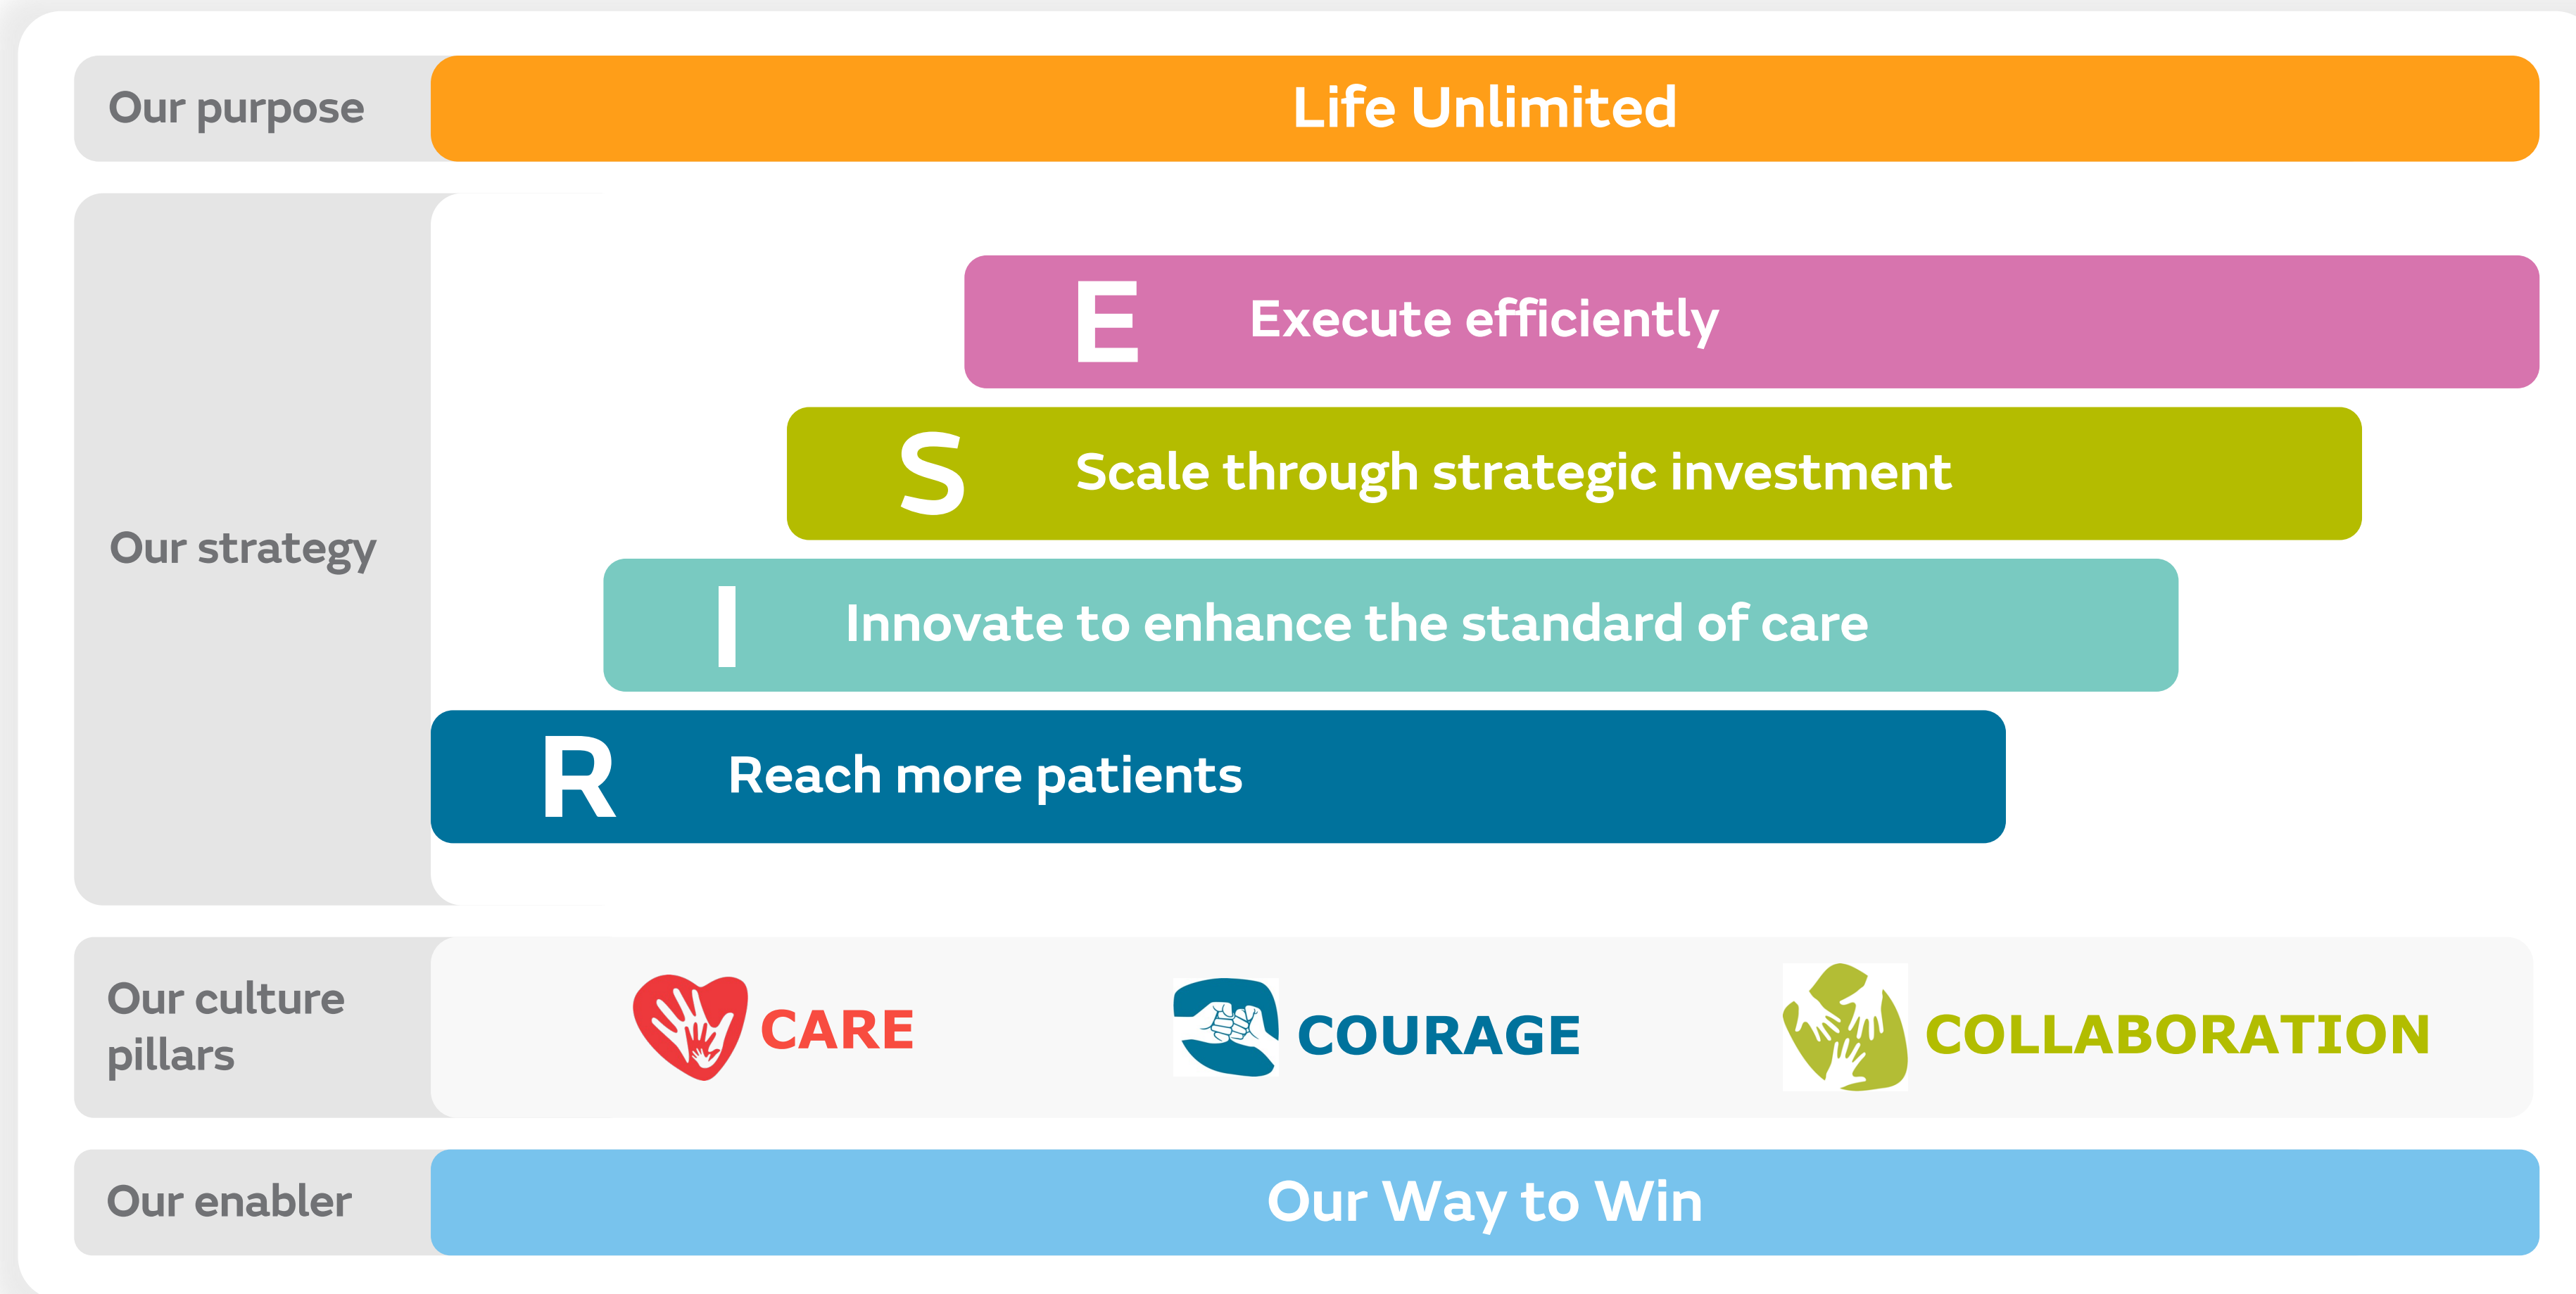 Our purpose
Life Unlimited
Our strategy
E Execute efficiently
S Scale through strategic investment
I Innovate to enhance the standard of care
R Reach more patients
Our culture
pillars
CARE
COURAGE
COLLABORATION
Our enabler
Our Way to Win